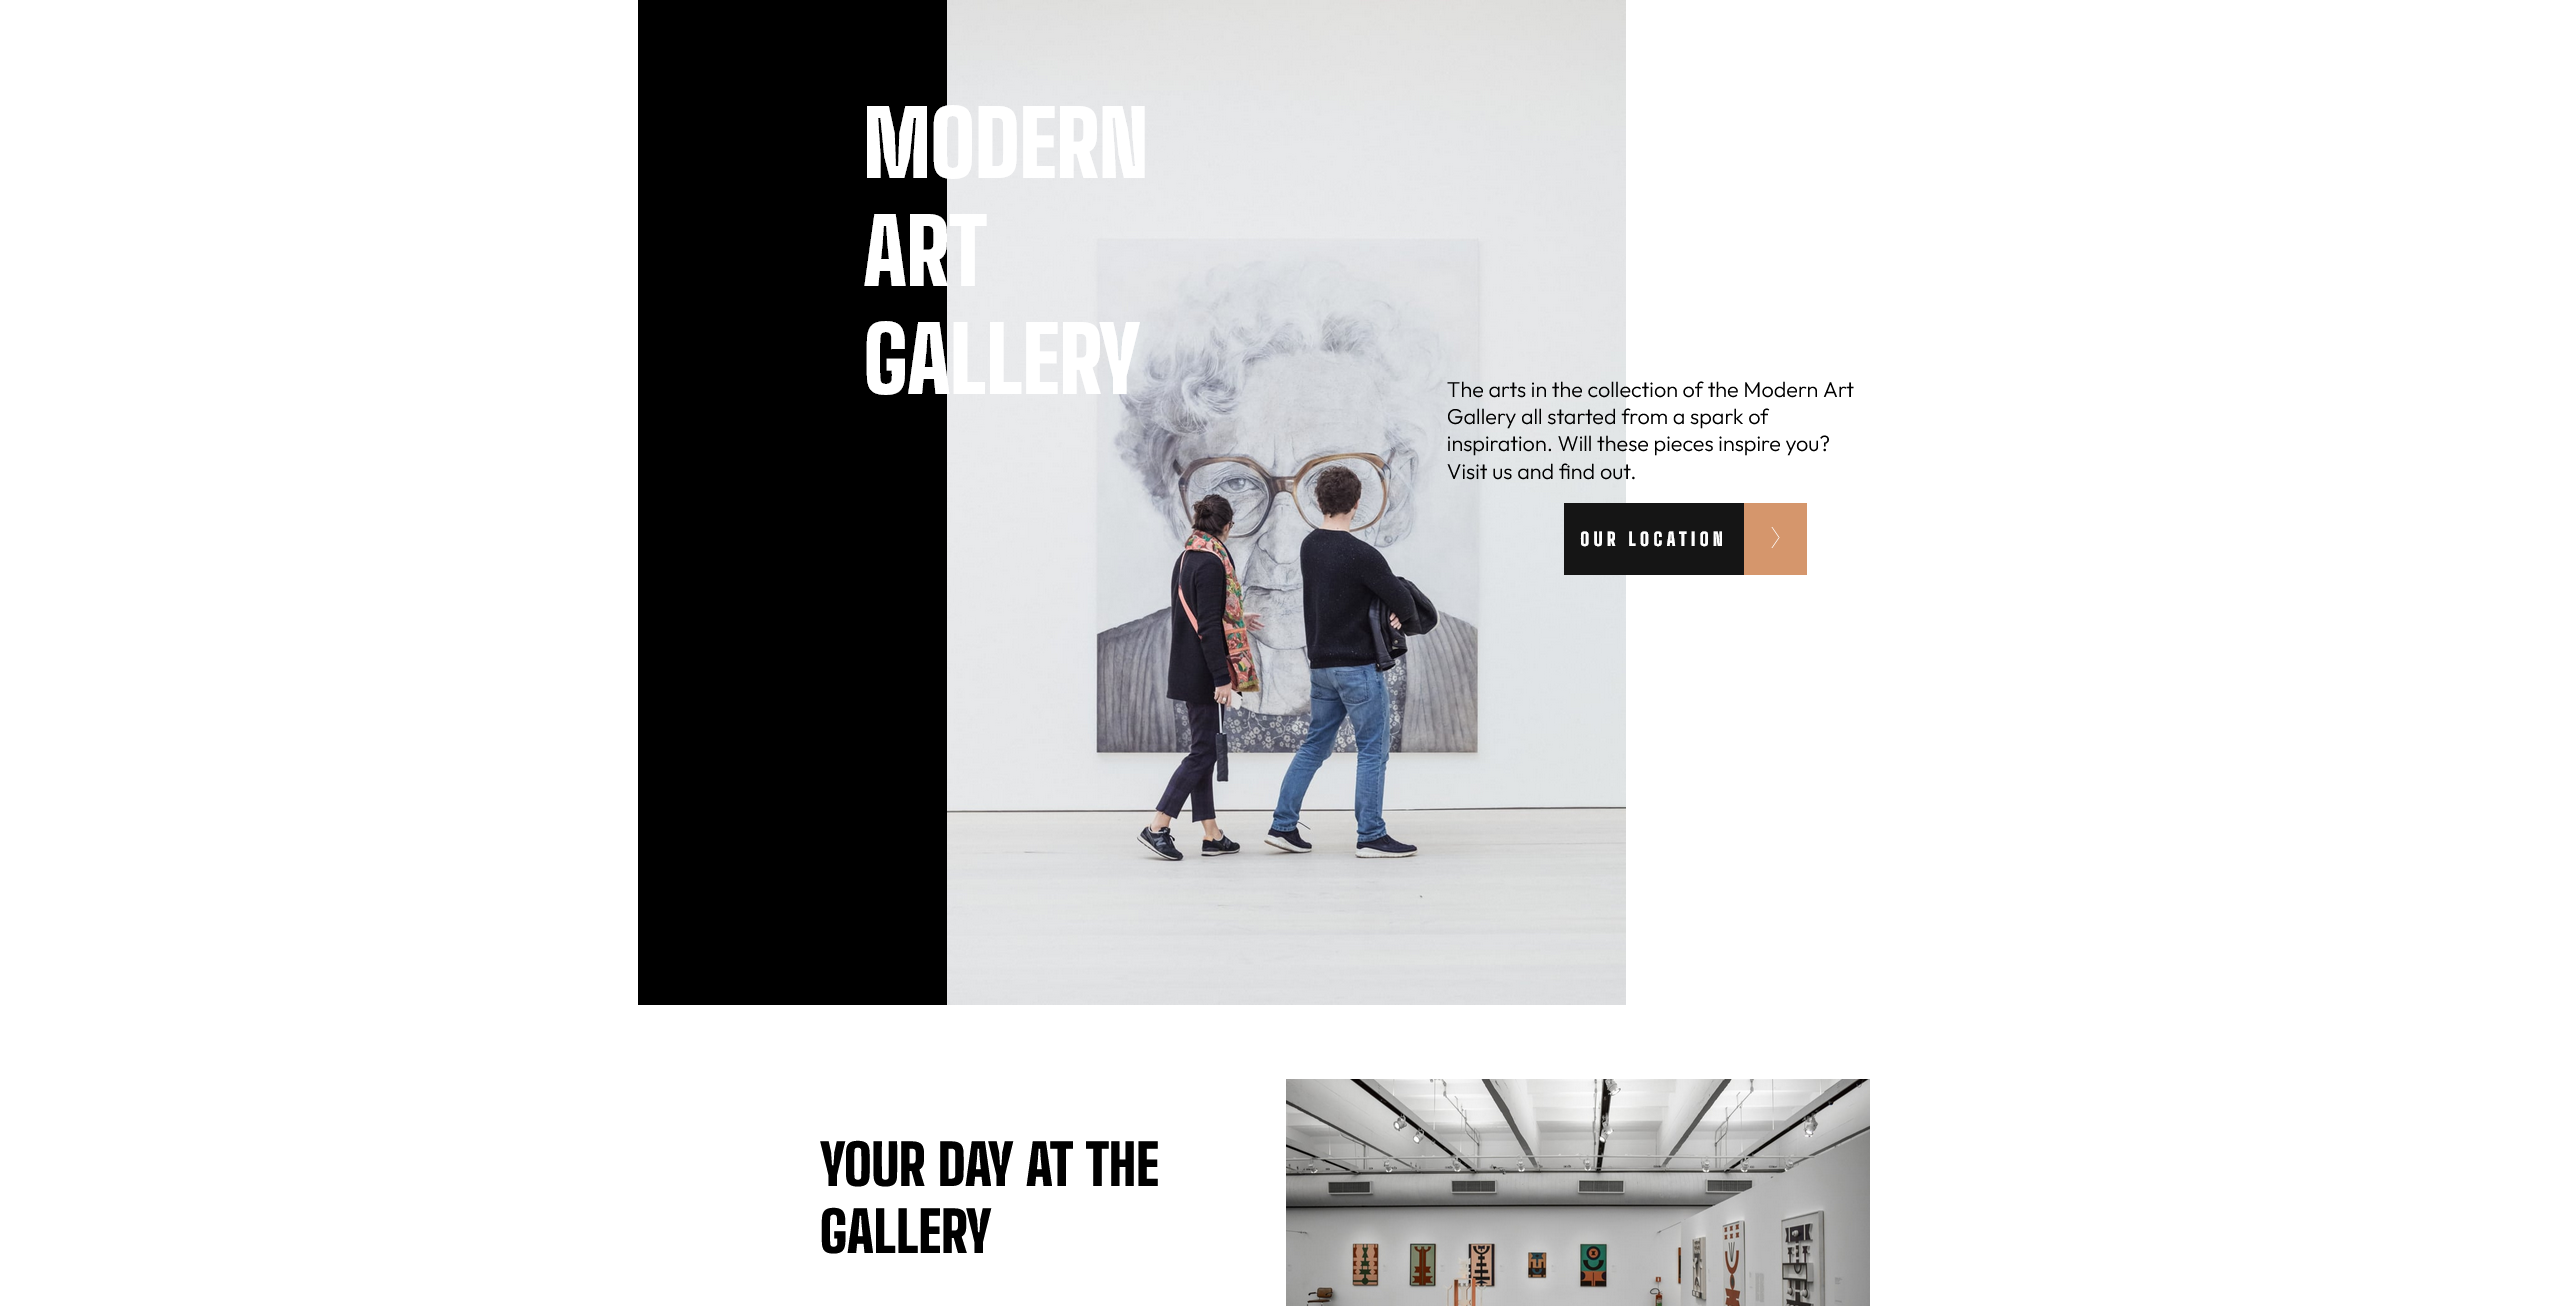 MODERN
ART
GALLERY
The arts in the collection of the Modern Art
Gallery all started from a spark of
inspiration. Will these pieces inspire you?
Visit us and find out.
OUR LOCATION
YOUR DAY AT THE
GALLERY